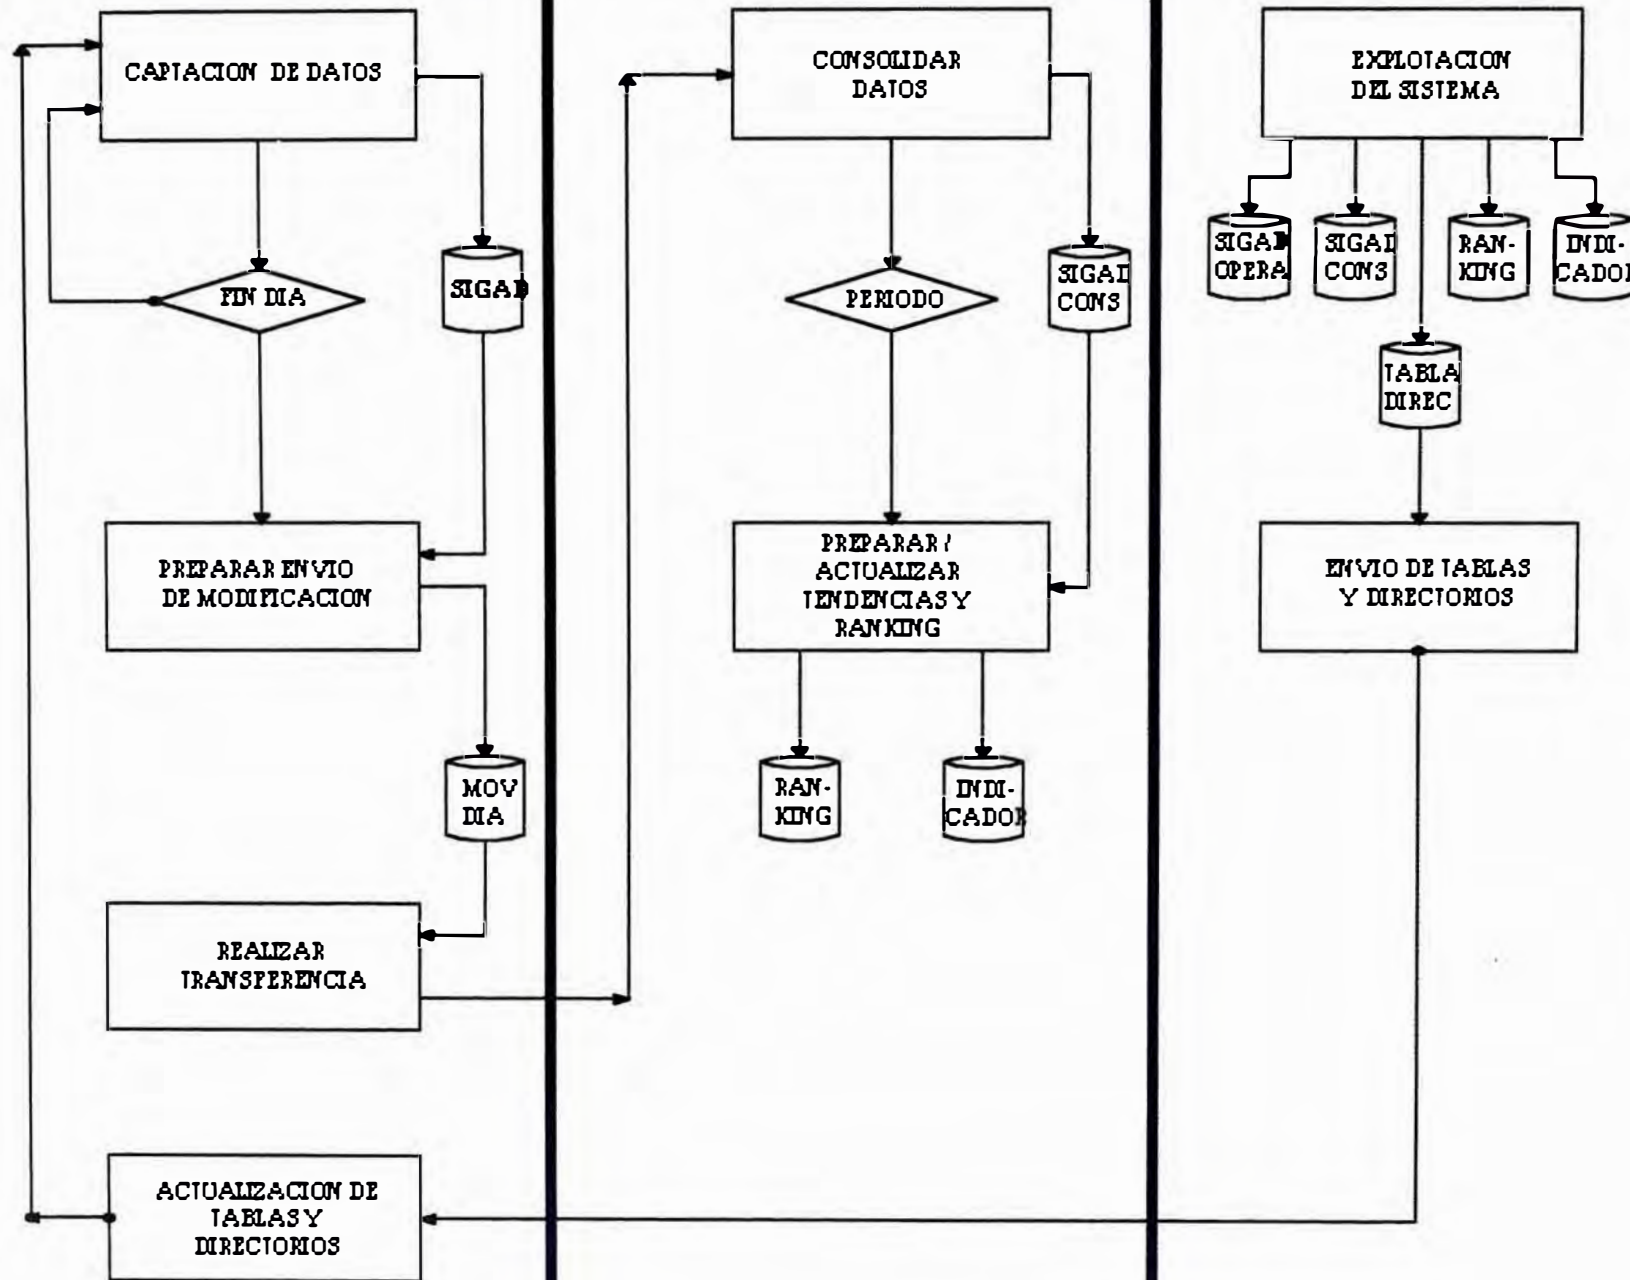 CAPTACION DE DATOS
FIN DIA
SIGAD
PREPARAR ENVIO
DE MODIFICACION
MOV
DIA
REALIZAR
TRANSFERENCIA
ACTUALIZACION DE
TABLAS Y
DIRECTORIOS
CONSOLIDAR
DATOS
PERIODO
SIGAD
CONS
PREPARAR /
ACTUALIZAR
TENDENCIAS Y
RANKING
RAN-
KING
INDI-
CADOR
EXPLOTACION
DEL SISTEMA
SIGAD
OPERA
SIGAD
CONS
RAN-
KING
INDI-
CADOR
TABLA
DIREC
ENVIO DE TABLAS
Y DIRECTORIOS